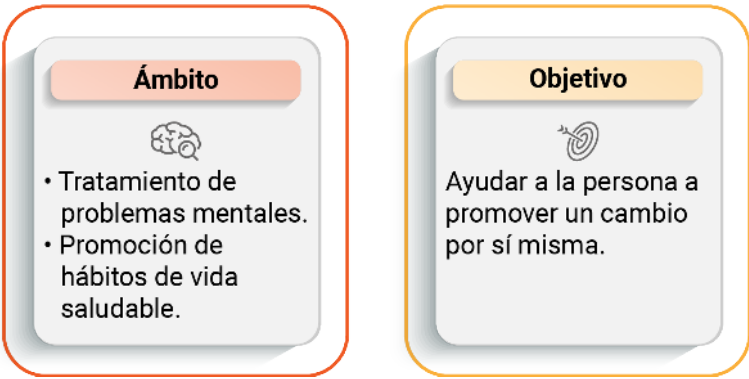 Ámbito
• Tratamiento de
problemas mentales.
• Promoción de
hábitos de vida
saludable.
Objetivo
Ayudar a la persona a
promover un cambio
por sí misma.